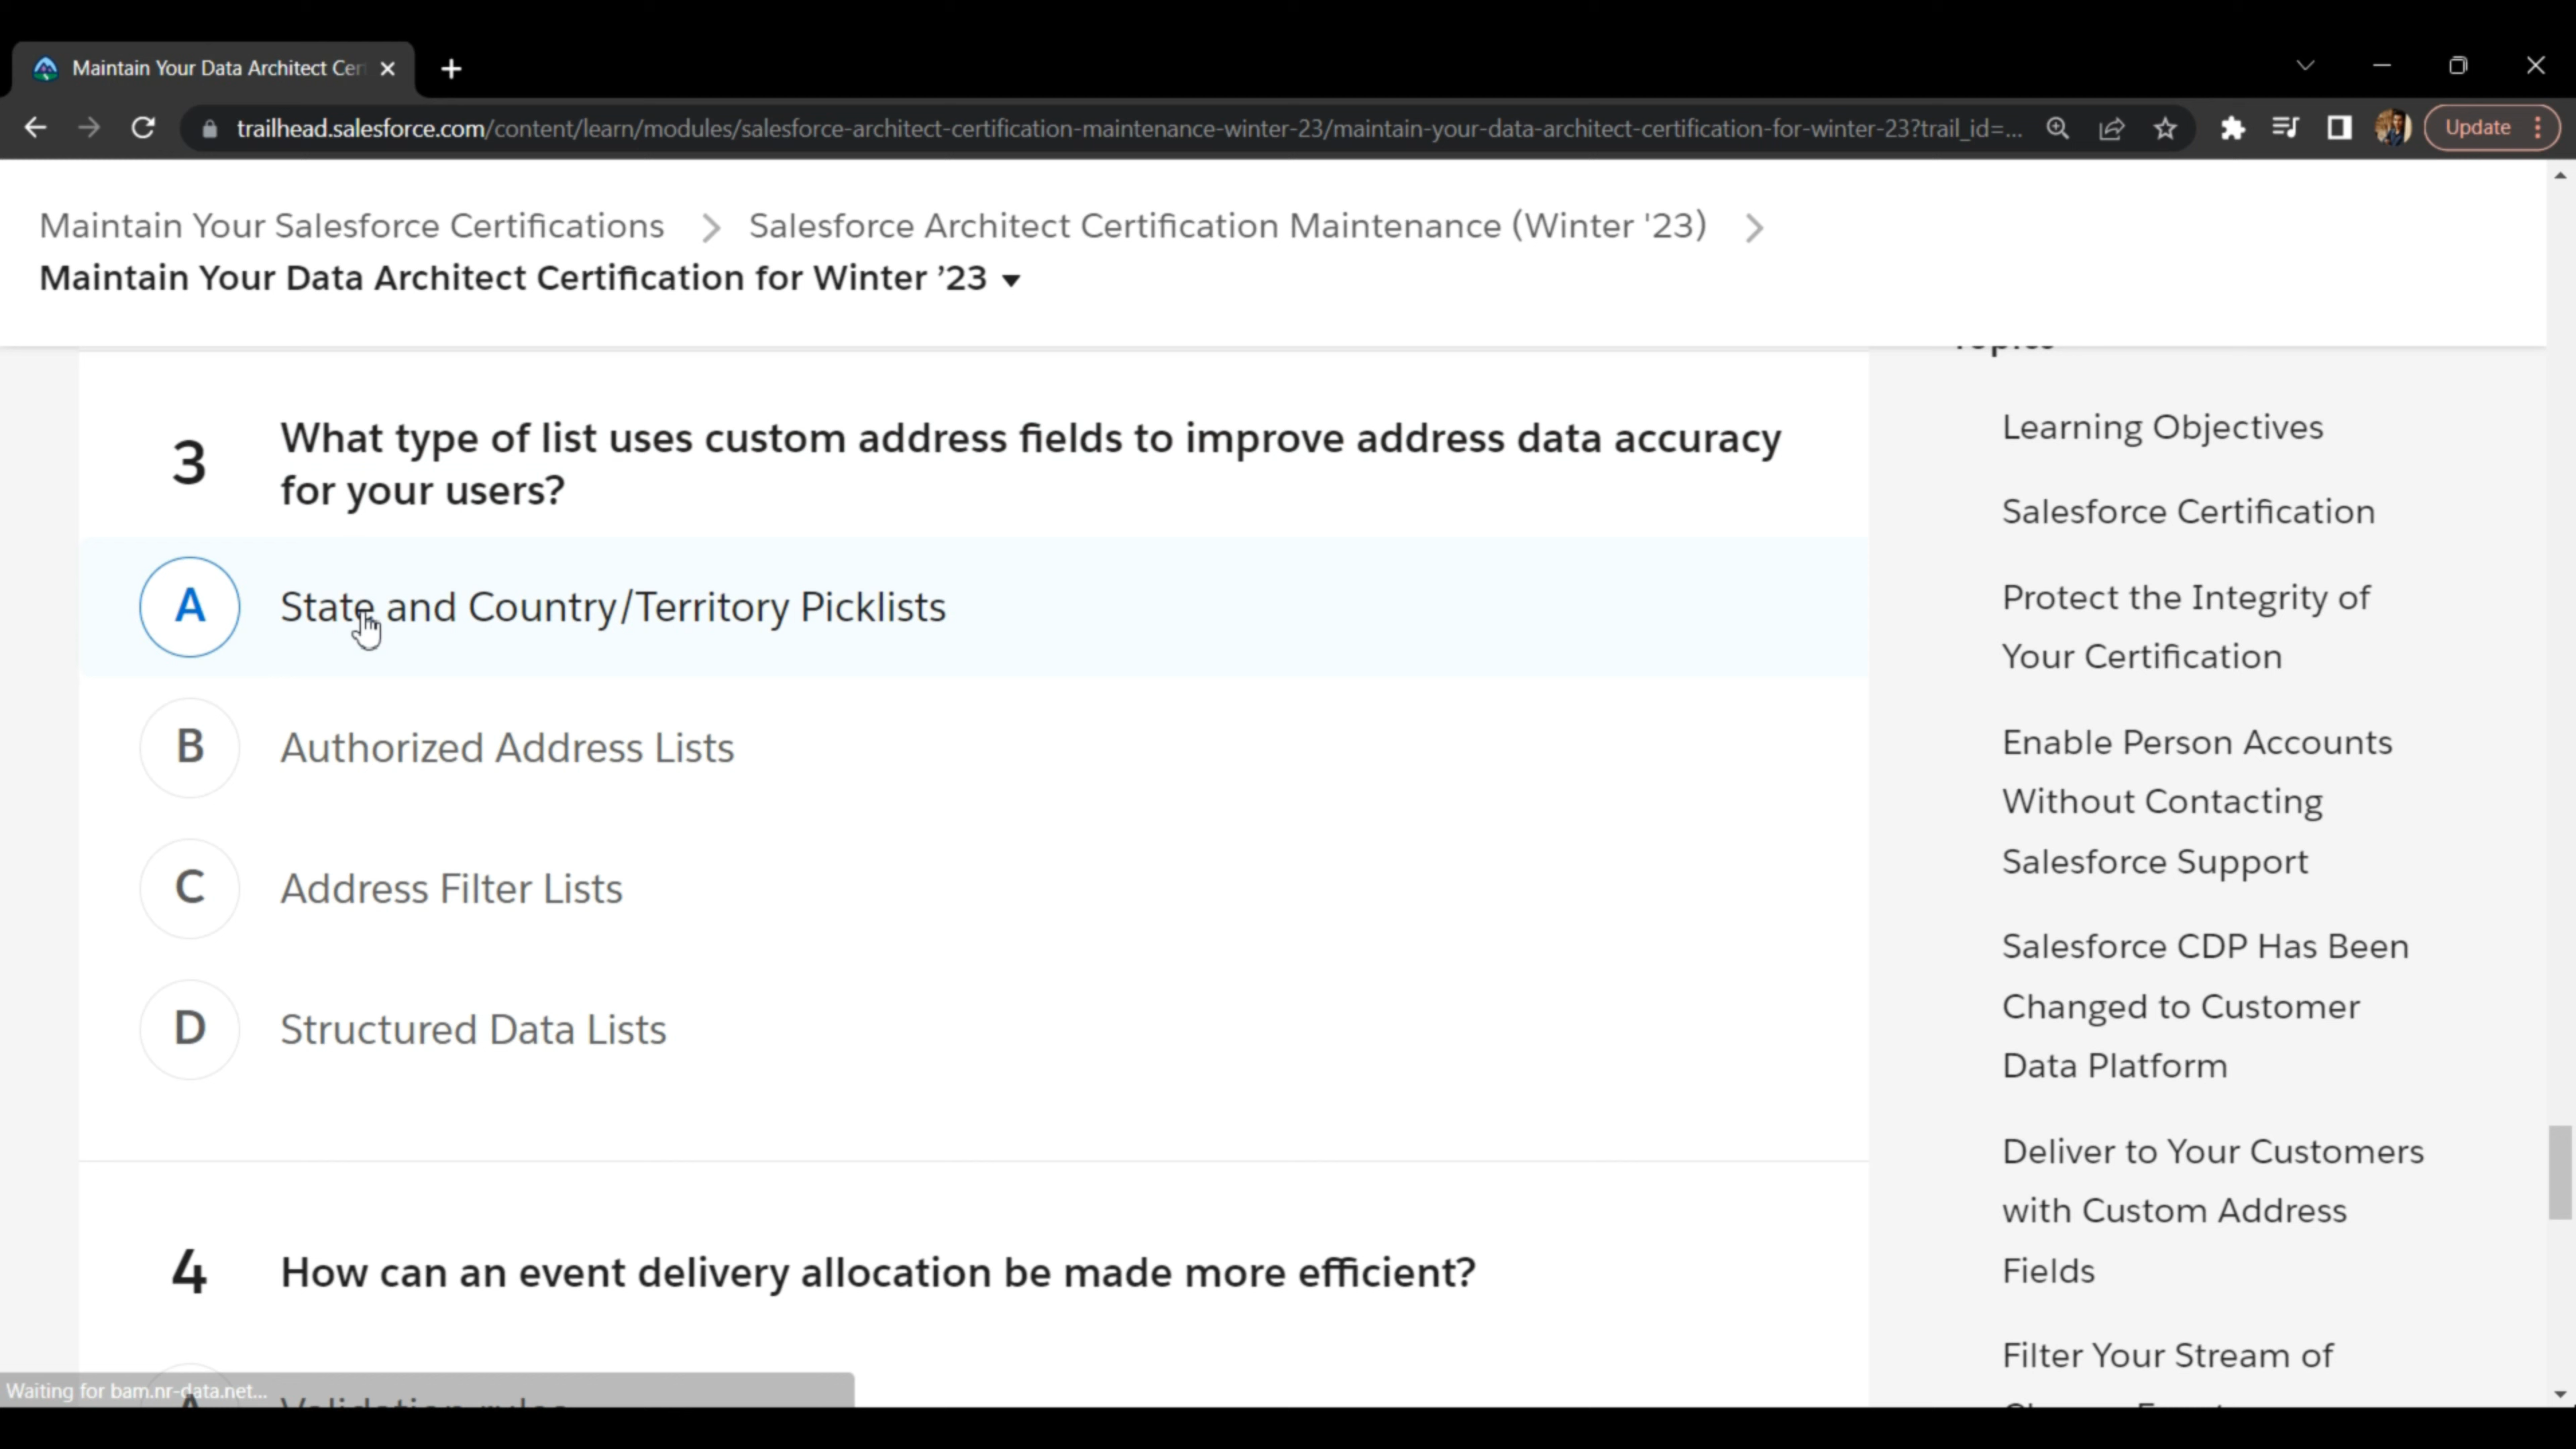 Maintain Your Data Architect Cer
trailhead.salesforce.com/content/learn/modules/salesforce-architect-certification-maintenance-winter-23/maintain-your-data-architect-certification-for-winter-23?trail_id=...
Update
Maintain Your Salesforce Certifications > Salesforce Architect Certification Maintenance (Winter '23) >
Maintain Your Data Architect Certification for Winter ’23
3
What type of list uses custom address fields to improve address data accuracy
for your users?
A State and Country/Territory Picklists
B Authorized Address Lists
C Address Filter Lists
D Structured Data Lists
4 How can an event delivery allocation be made more efficient?
A Validation rules
Waiting for bam.nr-data.net...
Topics
Learning Objectives
Salesforce Certification
Protect the Integrity of
Your Certification
Enable Person Accounts
Without Contacting
Salesforce Support
Salesforce CDP Has Been
Changed to Customer
Data Platform
Deliver to Your Customers
with Custom Address
Fields
Filter Your Stream of